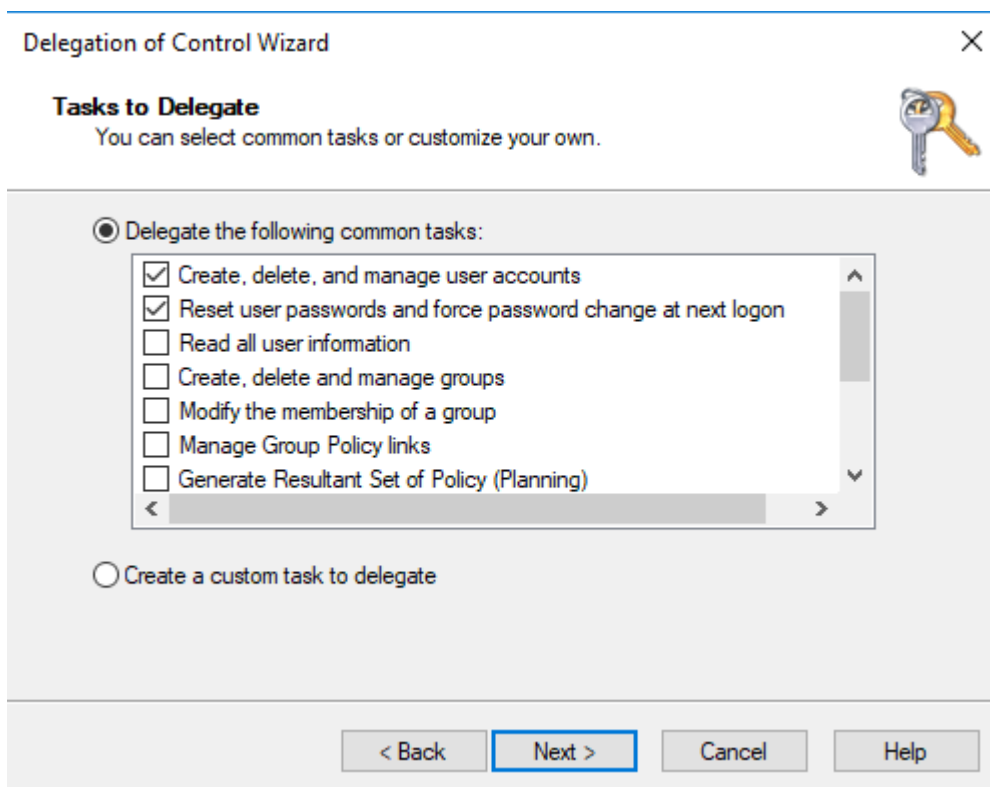 Delegation of Control Wizard
Tasks to Delegate
You can select common tasks or customize your own.
Delegate the following common tasks:
Create, delete, and manage user accounts
Reset user passwords and force password change at next logon
Read all user information
Create, delete and manage groups
Modify the membership of a group
Manage Group Policy links
Generate Resultant Set of Policy (Planning)
Create a custom task to delegate
< Back Next > Cancel Help